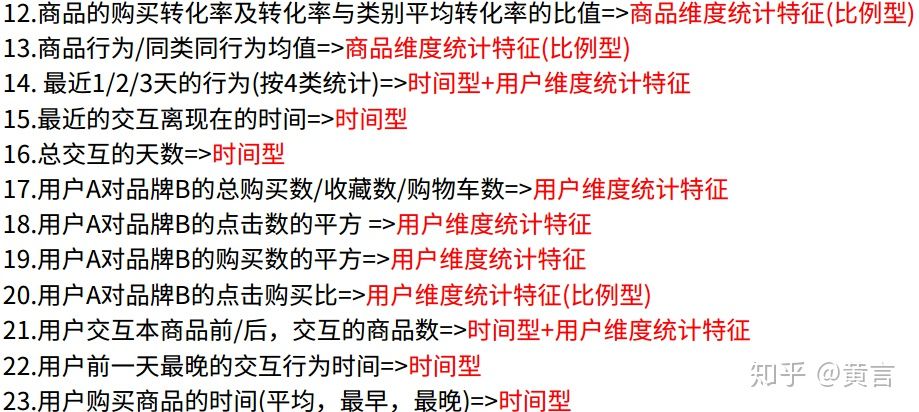 12.商品的购买转化率及转化率与类别平均转化率的比值=>商品维度统计特征(比例型)
13.商品行为/同类同行为均值=>商品维度统计特征(比例型)
14. 最近1/2/3天的行为(按4类统计)=>时间型+用户维度统计特征
15.最近的交互离现在的时间=>时间型
16.总交互的天数=>时间型
17.用户A对品牌B的总购买数/收藏数/购物车数=>用户维度统计特征
18.用户A对品牌B的点击数的平方 =>用户维度统计特征
19.用户A对品牌B的购买数的平方=>用户维度统计特征
20.用户A对品牌B的点击购买比=>用户维度统计特征(比例型)
21.用户交互本商品前/后，交互的商品数=>时间型+用户维度统计特征
22.用户前一天最晚的交互行为时间=>时间型
23.用户购买商品的时间(平均，最早，最晚)=>时间型
知乎 @黄言